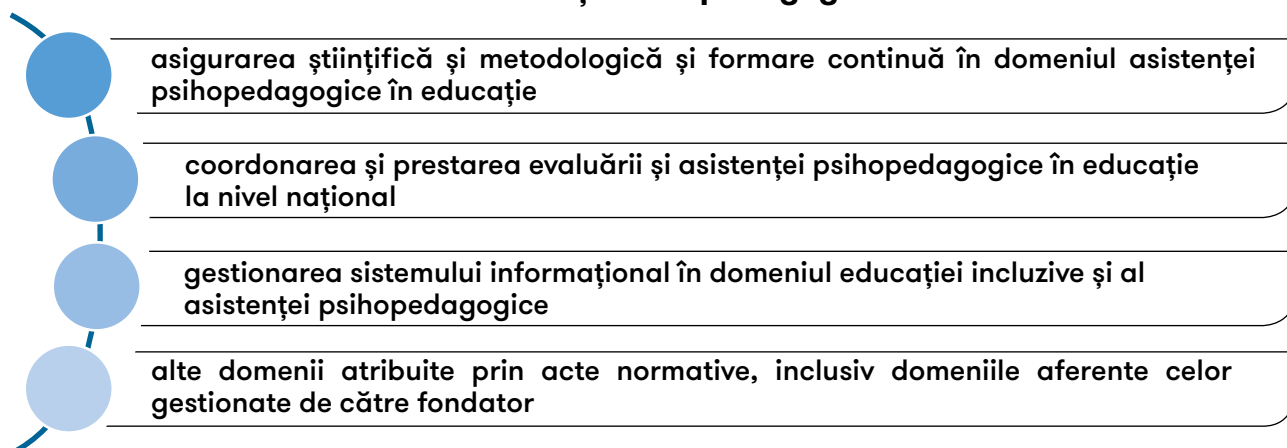 asigurarea științifică și metodologică și formare continuă în domeniul asistenței
psihopedagogice în educație
coordonarea și prestarea evaluării și asistenței psihopedagogice în educație
la nivel național
gestionarea sistemului informațional în domeniul educației incluzive și al
asistenței psihopedagogice
alte domenii atribuite prin acte normative, inclusiv domeniile aferente celor
gestionate de către fondator